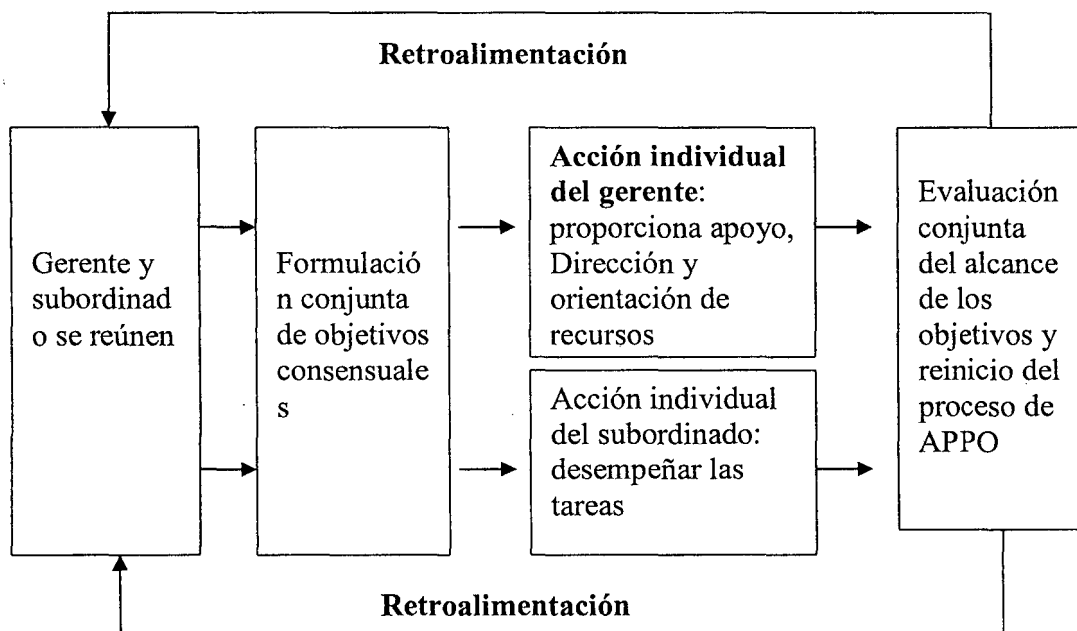 Retroalimentación
Gerente y
subordinad
o se reúnen
Formulació
n conjunta
de objetivos
consensuale
s
Acción individual
del gerente:
proporciona apoyo,
Dirección y
orientación de
recursos
Acción individual
del subordinado:
desempeñar las
tareas
Evaluación
conjunta
del alcance
de los
objetivos y
reinicio del
proceso de
APPO
Retroalimentación